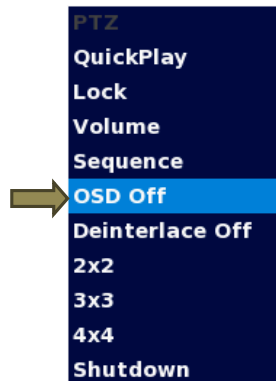 PTZ
QuickPlay
Lock
Volume
Sequence
OSD Off
Deinterlace Off
2x2
3x3
4x4
Shutdown